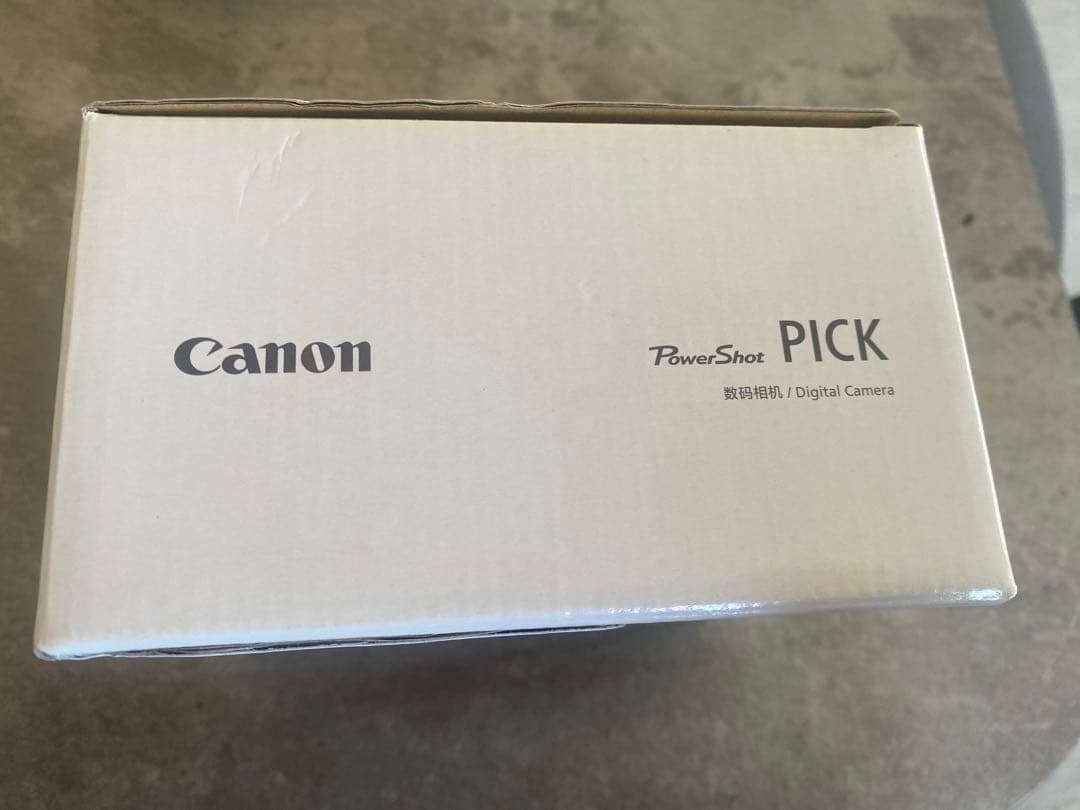 Canon
PowerShot PICK
数码相机 / Digital Camera